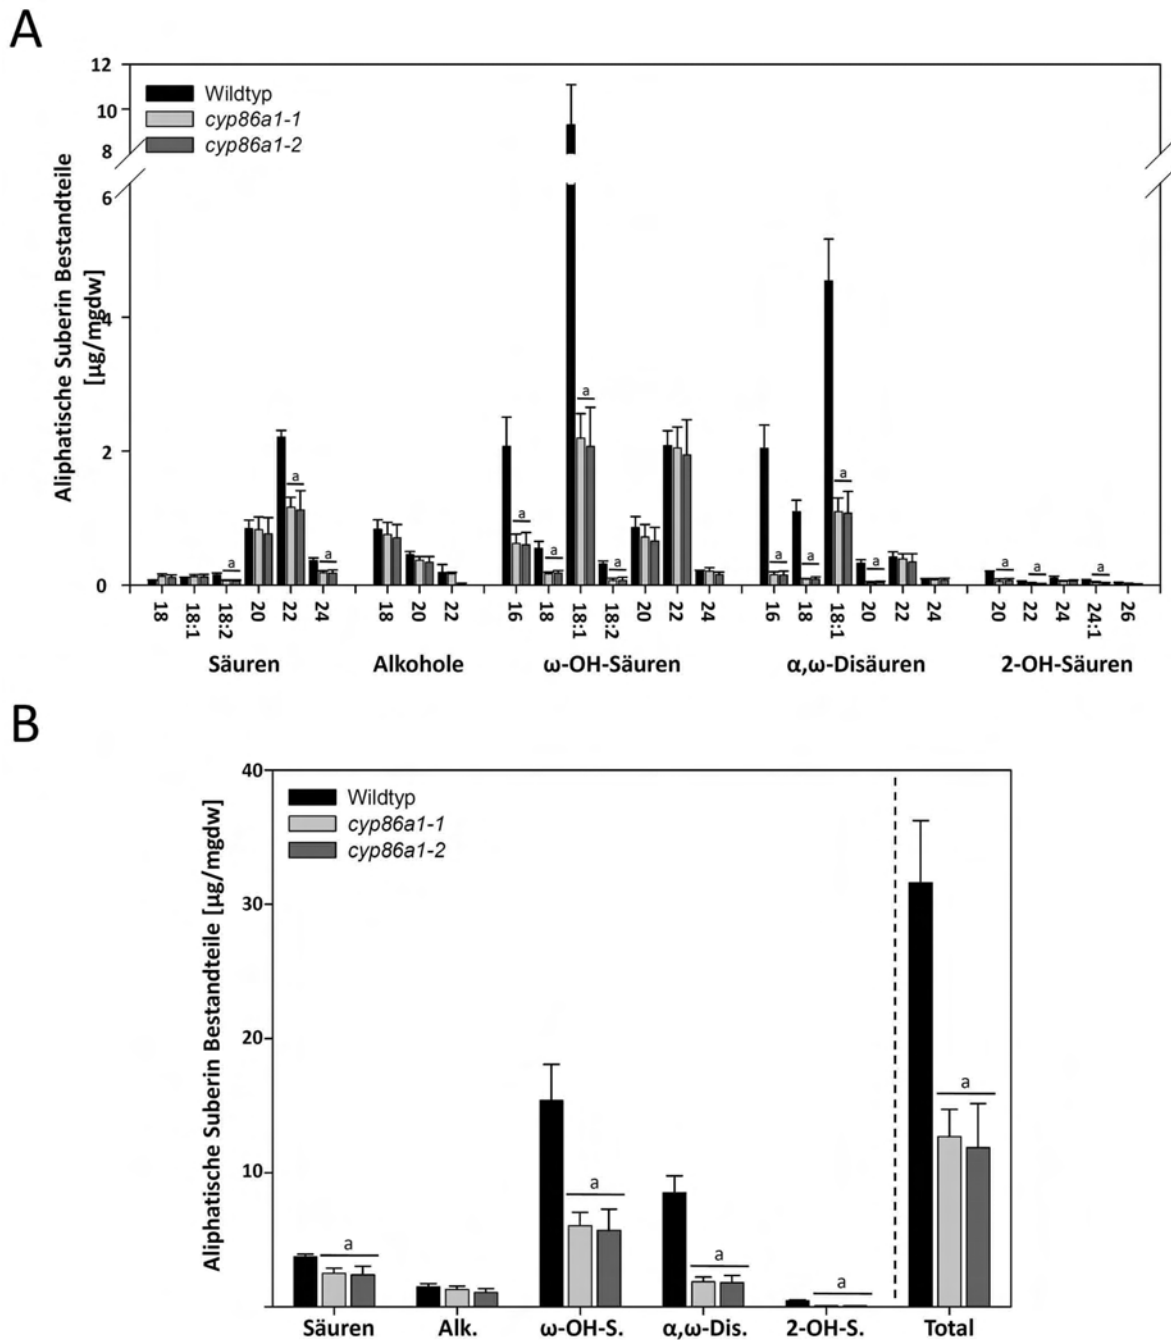 A
12
10
8
6
4
2
0
Aliphatische Suberin Bestandteile
[µg/mgdw]
Wildtyp
cyp86a1-1
cyp86a1-2
a a a a a a a a a a a a a a
18 18:1 18:2 20 22 24 18 20 22 16 18 18:1 18:2 20 22 24 16 18 18:1 20 22 24 20 22 24 24:1 26
Säuren Alkohole ω-OH-Säuren α,ω-Disäuren 2-OH-Säuren
B
40
30
20
10
Aliphatische Suberin Bestandteile [µg/mgdw]
Wildtyp
cyp86a1-1
cyp86a1-2
a a a a a
Säuren Alk. ω-OH-S. α,ω-Dis. 2-OH-S. Total